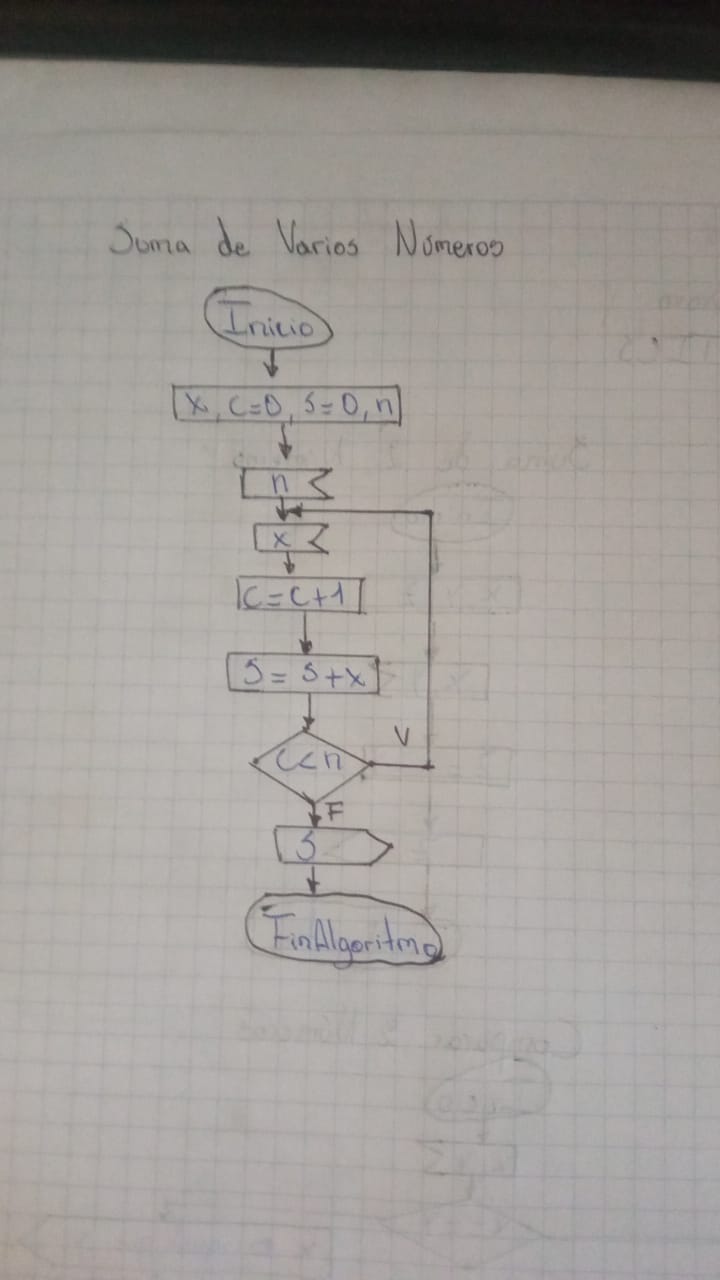 Suma de Varios Números
Inicio
x, c=0, s=0, n
n
x
c=c+1
s=s+x
c<n
V
F
s
FinAlgoritmo